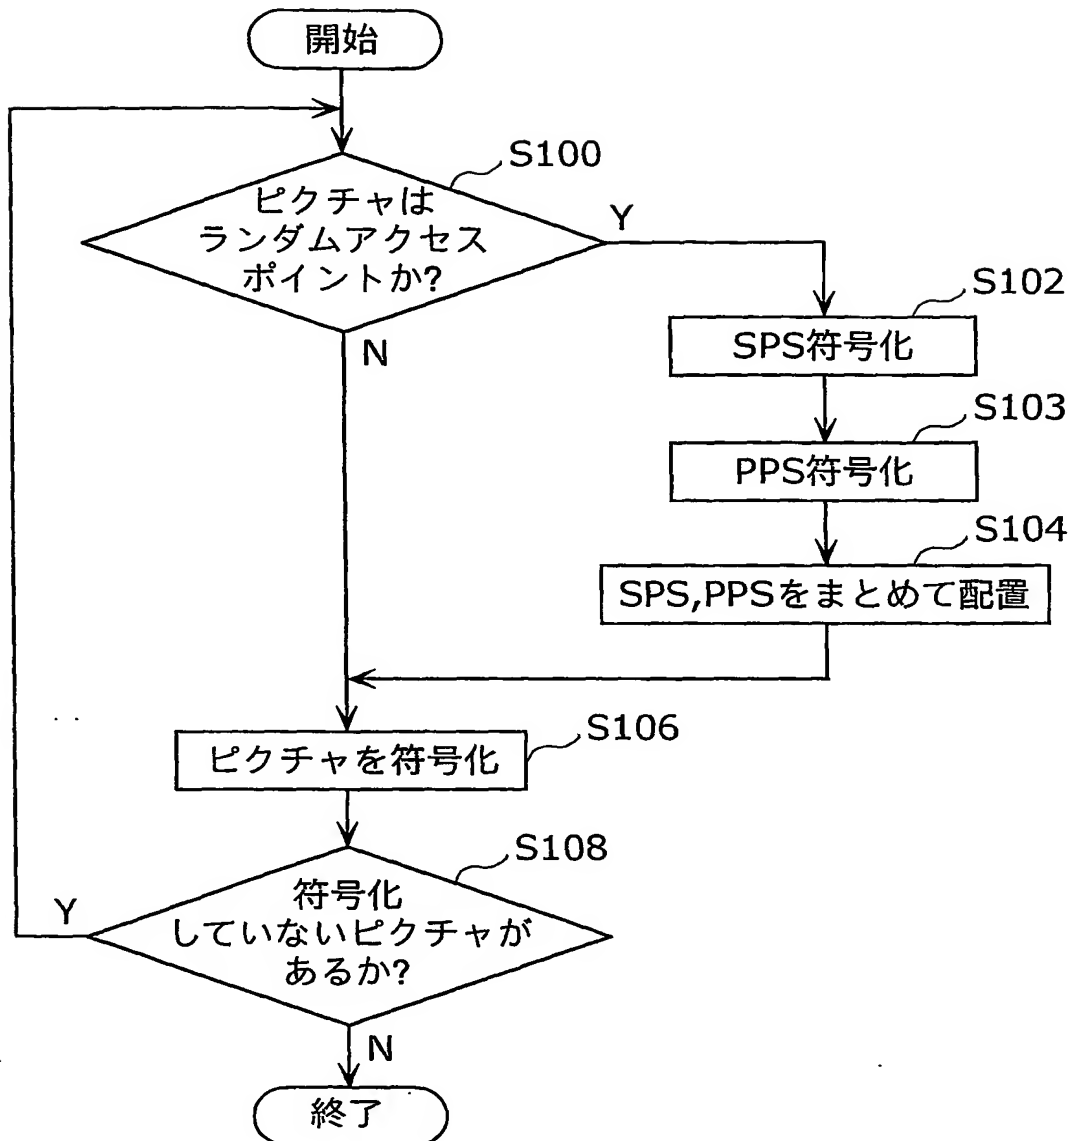 開始
S100
ピクチャは
ランダムアクセス
ポイントか?
Y
N
S102
SPS符号化
S103
PPS符号化
S104
SPS,PPSをまとめて配置
S106
ピクチャを符号化
S108
符号化
していないピクチャが
あるか?
Y
N
終了